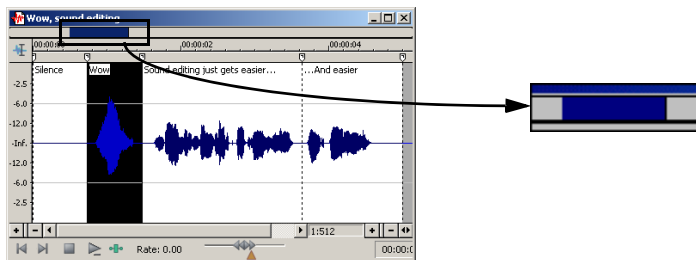 Wow, sound editing
00:00:00 ,00:00:02 ,00:00:04
Silence Wow Sound editing just gets easier... ...And easier
-2.5
-6.0
-12.0
-Inf.
-12.0
-6.0
-2.5
1:512
Rate: 0.00 00:00:0